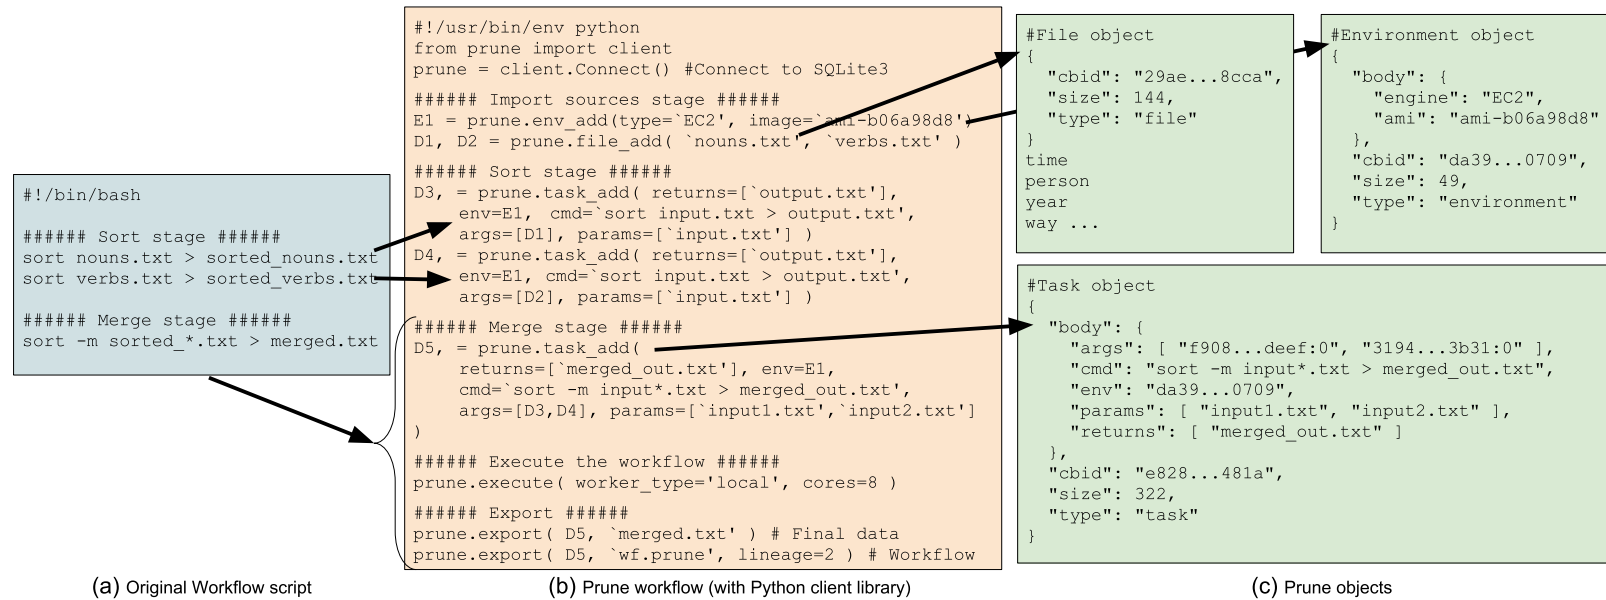 #!/bin/bash
###### Sort stage ######
sort nouns.txt > sorted_nouns.txt
sort verbs.txt > sorted_verbs.txt
###### Merge stage ######
sort -m sorted_*.txt > merged.txt
(a) Original Workflow script
#!/usr/bin/env python
from prune import client
prune = client.Connect() #Connect to SQLite3
###### Import sources stage ######
E1 = prune.env_add(type=`EC2', image=`ami-b06a98d8')
D1, D2 = prune.file_add( `nouns.txt', `verbs.txt' )
###### Sort stage ######
D3, = prune.task_add( returns=[`output.txt'],
env=E1, cmd=`sort input.txt > output.txt',
args=[D1], params=[`input.txt'] )
D4, = prune.task_add( returns=[`output.txt'],
env=E1, cmd=`sort input.txt > output.txt',
args=[D2], params=[`input.txt'] )
###### Merge stage ######
D5, = prune.task_add(
returns=[`merged_out.txt'], env=E1,
cmd=`sort -m input*.txt > merged_out.txt',
args=[D3,D4], params=[`input1.txt',`input2.txt']
)
###### Execute the workflow ######
prune.execute( worker_type='local', cores=8 )
###### Export ######
prune.export( D5, `merged.txt' ) # Final data
prune.export( D5, `wf.prune', lineage=2 ) # Workflow
(b) Prune workflow (with Python client library)
#File object
{
"cbid": "29ae...8cca",
"size": 144,
"type": "file"
}
time
person
year
way ...
#Environment object
{
"body": {
"engine": "EC2",
"ami": "ami-b06a98d8"
},
"cbid": "da39...0709",
"size": 49,
"type": "environment"
}
#Task object
{
"body": {
"args": [ "f908...deef:0", "3194...3b31:0" ],
"cmd": "sort -m input*.txt > merged_out.txt",
"env": "da39...0709",
"params": [ "input1.txt", "input2.txt" ],
"returns": [ "merged_out.txt" ]
},
"cbid": "e828...481a",
"size": 322,
"type": "task"
}
(c) Prune objects